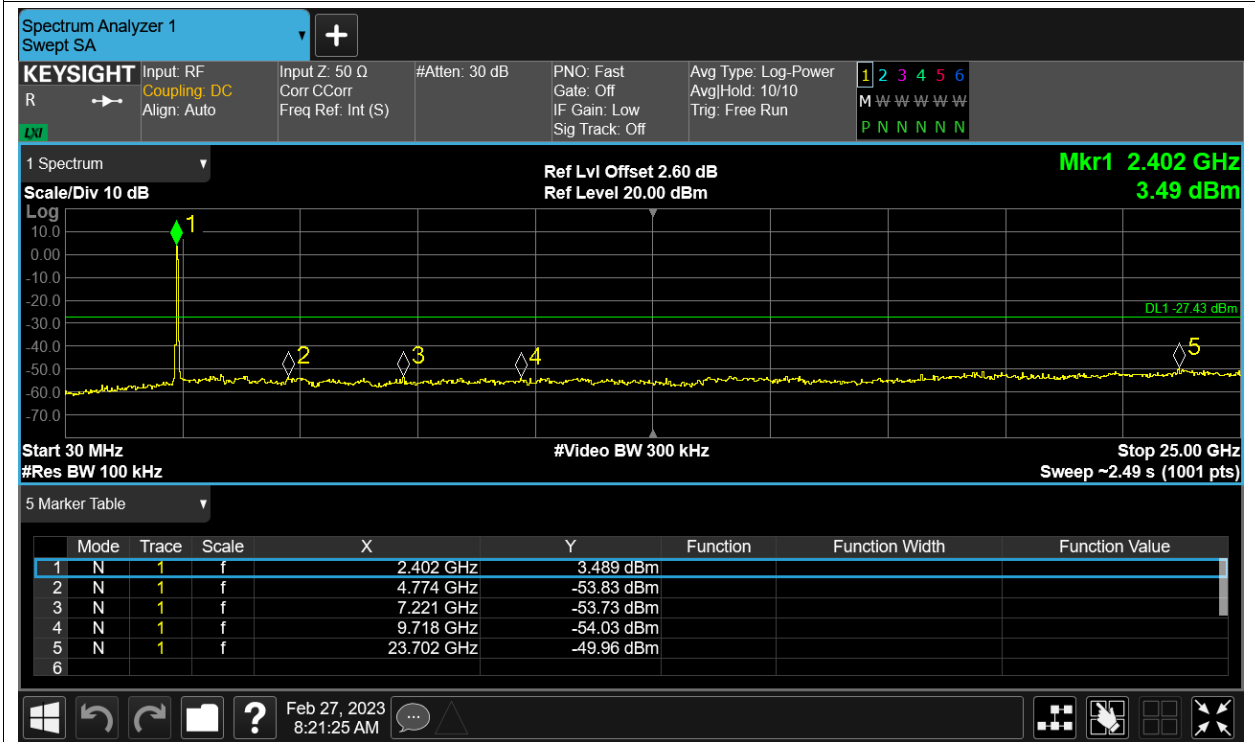 Spectrum Analyzer 1
Swept SA
+
KEYSIGHT
R
LXI
Input: RF
Coupling: DC
Align: Auto
Input Z: 50 Ω
Corr CCorr
Freq Ref: Int (S)
#Atten: 30 dB
PNO: Fast
Gate: Off
IF Gain: Low
Sig Track: Off
Avg Type: Log-Power
Avg|Hold: 10/10
Trig: Free Run
1 2 3 4 5 6
M W W W W W
P N N N N N
1 Spectrum
Scale/Div 10 dB
Ref Lvl Offset 2.60 dB
Ref Level 20.00 dBm
Mkr1 2.402 GHz
3.49 dBm
Log
10.0
0.00
-10.0
-20.0
-30.0
-40.0
-50.0
-60.0
-70.0
1
DL1 -27.43 dBm
2
3
4
5
Start 30 MHz
#Res BW 100 kHz
#Video BW 300 kHz
Stop 25.00 GHz
Sweep ~2.49 s (1001 pts)
5 Marker Table
Mode Trace Scale X Y Function Function Width Function Value
1 N 1 f 2.402 GHz 3.489 dBm
2 N 1 f 4.774 GHz -53.83 dBm
3 N 1 f 7.221 GHz -53.73 dBm
4 N 1 f 9.718 GHz -54.03 dBm
5 N 1 f 23.702 GHz -49.96 dBm
6
?
Feb 27, 2023
8:21:25 AM